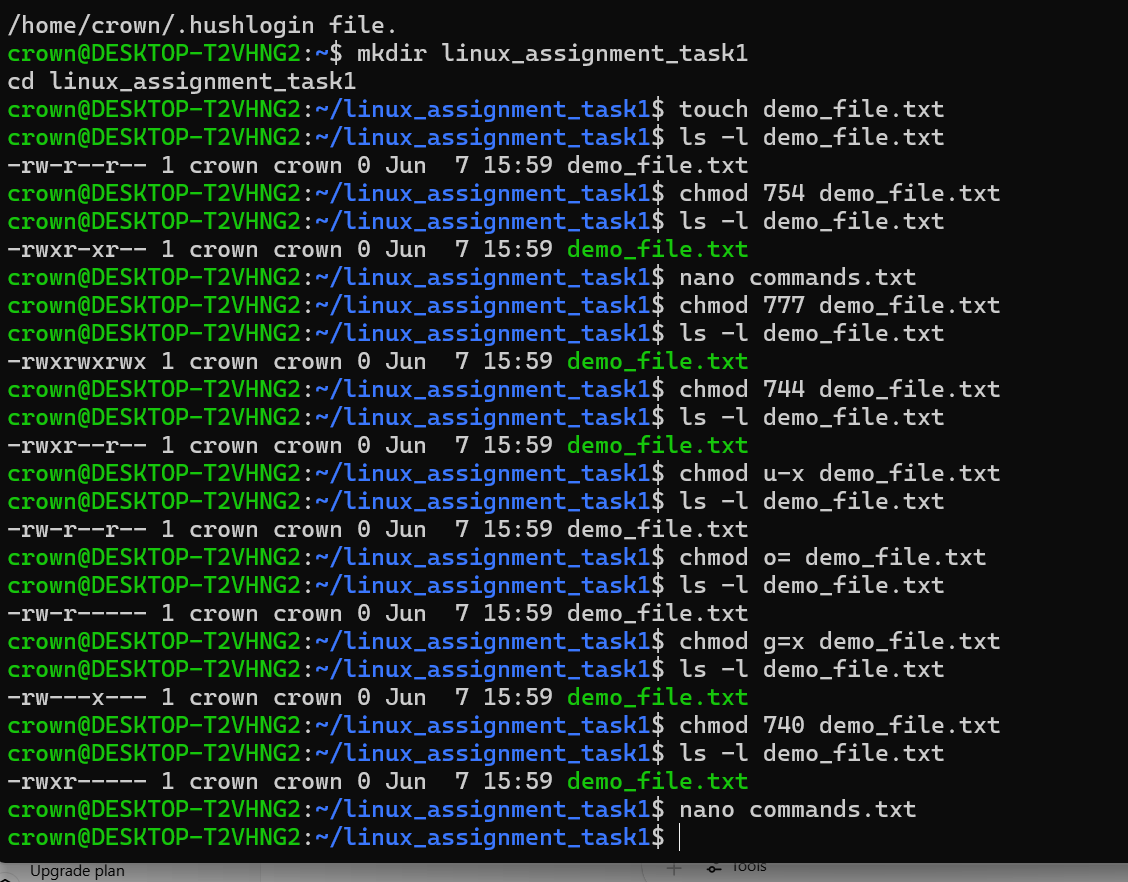 /home/crown/.hushlogin file.
crown@DESKTOP-T2VHNG2:~$ mkdir linux_assignment_task1
cd linux_assignment_task1
crown@DESKTOP-T2VHNG2:~/linux_assignment_task1$ touch demo_file.txt
crown@DESKTOP-T2VHNG2:~/linux_assignment_task1$ ls -l demo_file.txt
-rw-r--r-- 1 crown crown 0 Jun  7 15:59 demo_file.txt
crown@DESKTOP-T2VHNG2:~/linux_assignment_task1$ chmod 754 demo_file.txt
crown@DESKTOP-T2VHNG2:~/linux_assignment_task1$ ls -l demo_file.txt
-rwxr-xr-- 1 crown crown 0 Jun  7 15:59 demo_file.txt
crown@DESKTOP-T2VHNG2:~/linux_assignment_task1$ nano commands.txt
crown@DESKTOP-T2VHNG2:~/linux_assignment_task1$ chmod 777 demo_file.txt
crown@DESKTOP-T2VHNG2:~/linux_assignment_task1$ ls -l demo_file.txt
-rwxrwxrwx 1 crown crown 0 Jun  7 15:59 demo_file.txt
crown@DESKTOP-T2VHNG2:~/linux_assignment_task1$ chmod 744 demo_file.txt
crown@DESKTOP-T2VHNG2:~/linux_assignment_task1$ ls -l demo_file.txt
-rwxr--r-- 1 crown crown 0 Jun  7 15:59 demo_file.txt
crown@DESKTOP-T2VHNG2:~/linux_assignment_task1$ chmod u-x demo_file.txt
crown@DESKTOP-T2VHNG2:~/linux_assignment_task1$ ls -l demo_file.txt
-rw-r--r-- 1 crown crown 0 Jun  7 15:59 demo_file.txt
crown@DESKTOP-T2VHNG2:~/linux_assignment_task1$ chmod o= demo_file.txt
crown@DESKTOP-T2VHNG2:~/linux_assignment_task1$ ls -l demo_file.txt
-rw-r----- 1 crown crown 0 Jun  7 15:59 demo_file.txt
crown@DESKTOP-T2VHNG2:~/linux_assignment_task1$ chmod g=x demo_file.txt
crown@DESKTOP-T2VHNG2:~/linux_assignment_task1$ ls -l demo_file.txt
-rw---x--- 1 crown crown 0 Jun  7 15:59 demo_file.txt
crown@DESKTOP-T2VHNG2:~/linux_assignment_task1$ chmod 740 demo_file.txt
crown@DESKTOP-T2VHNG2:~/linux_assignment_task1$ ls -l demo_file.txt
-rwxr----- 1 crown crown 0 Jun  7 15:59 demo_file.txt
crown@DESKTOP-T2VHNG2:~/linux_assignment_task1$ nano commands.txt
crown@DESKTOP-T2VHNG2:~/linux_assignment_task1$
Upgrade plan
Tools